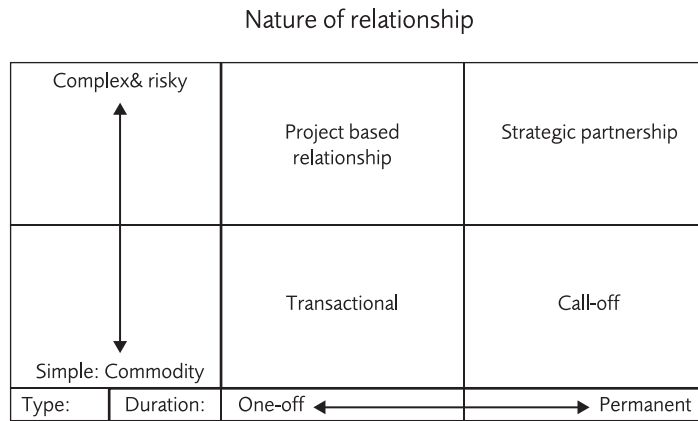 Nature of relationship
Complex& risky
Project based
relationship
Strategic partnership
Transactional
Call-off
Simple: Commodity
Type:
Duration:
One-off
Permanent